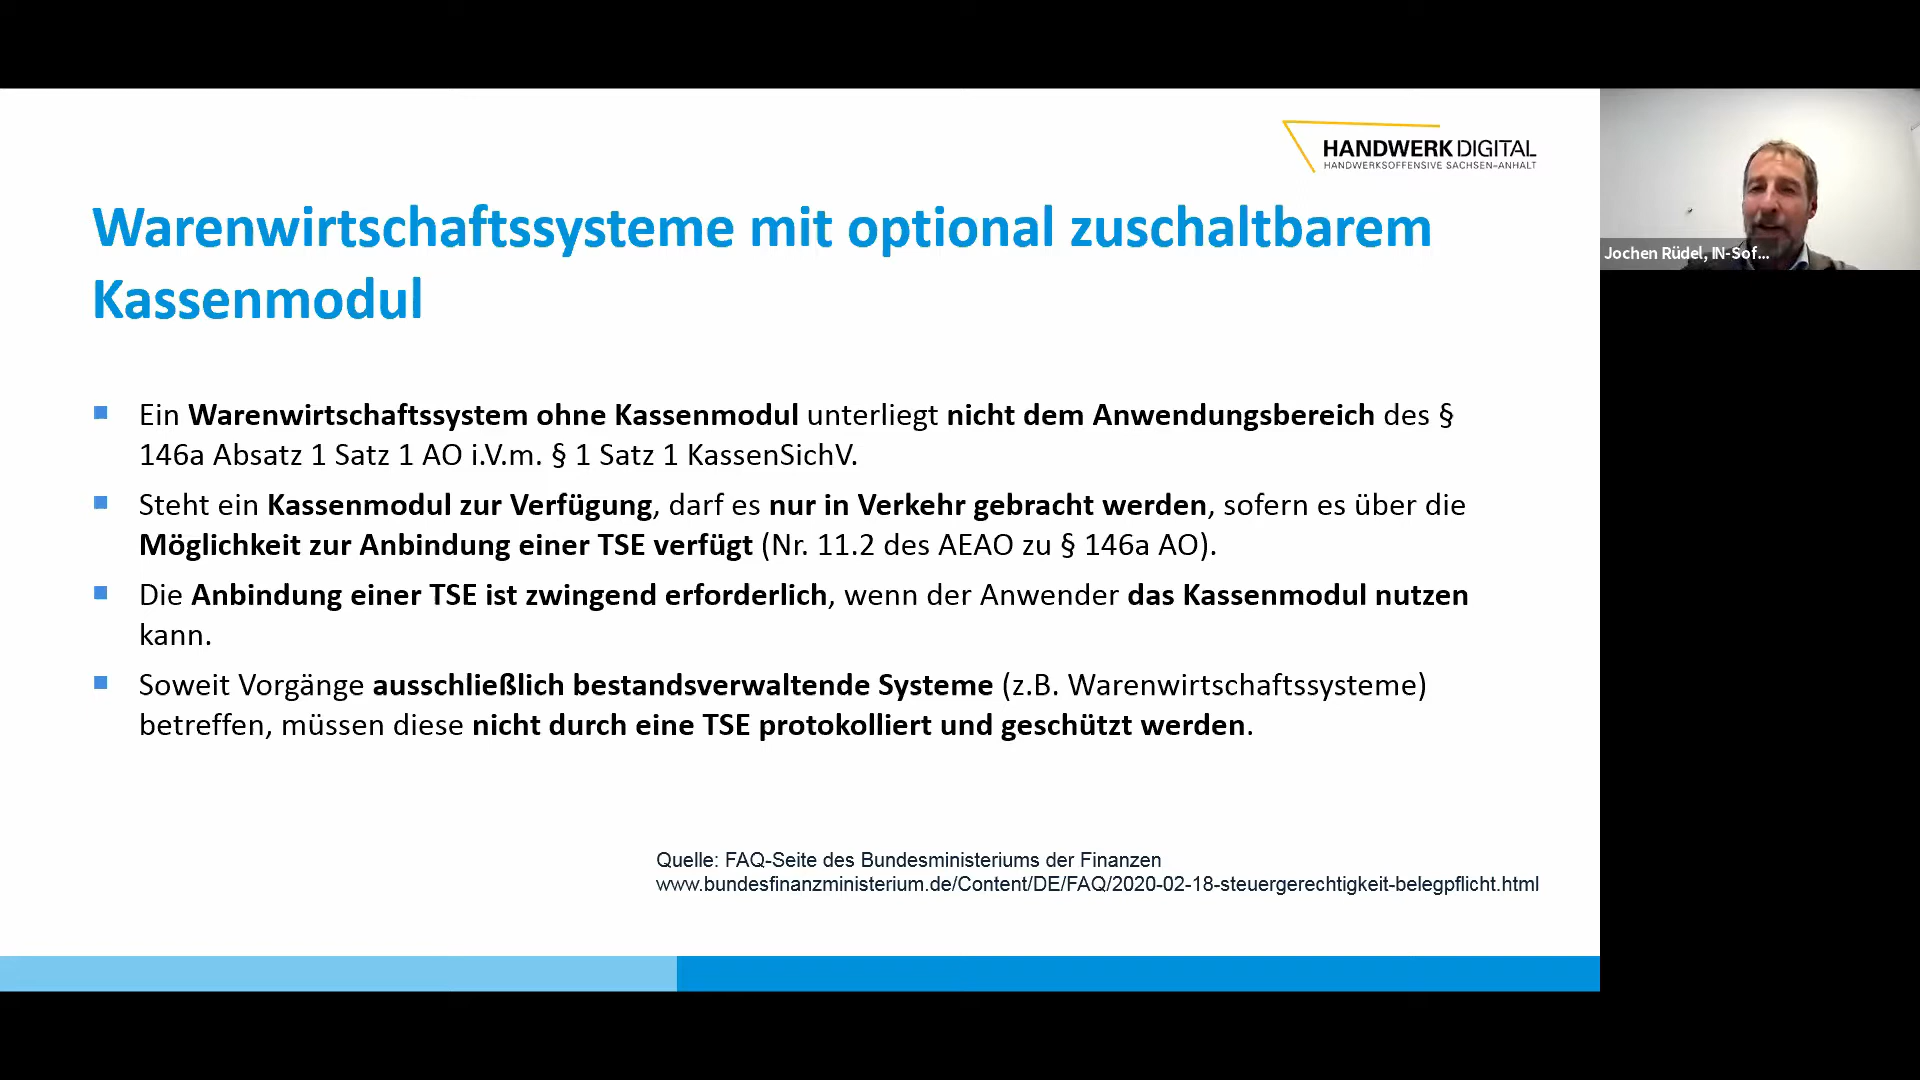 HANDWERK DIGITAL
HANDWERKSOFFENSIVE SACHSEN-ANHALT
Warenwirtschaftssysteme mit optional zuschaltbarem
Kassenmodul
Jochen Rüdel, IN-Sof...
Ein Warenwirtschaftssystem ohne Kassenmodul unterliegt nicht dem Anwendungsbereich des §
146a Absatz 1 Satz 1 AO i.V.m. § 1 Satz 1 KassenSichV.
Steht ein Kassenmodul zur Verfügung, darf es nur in Verkehr gebracht werden, sofern es über die
Möglichkeit zur Anbindung einer TSE verfügt (Nr. 11.2 des AEAO zu § 146a AO).
Die Anbindung einer TSE ist zwingend erforderlich, wenn der Anwender das Kassenmodul nutzen
kann.
Soweit Vorgänge ausschließlich bestandsverwaltende Systeme (z.B. Warenwirtschaftssysteme)
betreffen, müssen diese nicht durch eine TSE protokolliert und geschützt werden.
Quelle: FAQ-Seite des Bundesministeriums der Finanzen
www.bundesfinanzministerium.de/Content/DE/FAQ/2020-02-18-steuergerechtigkeit-belegpflicht.html